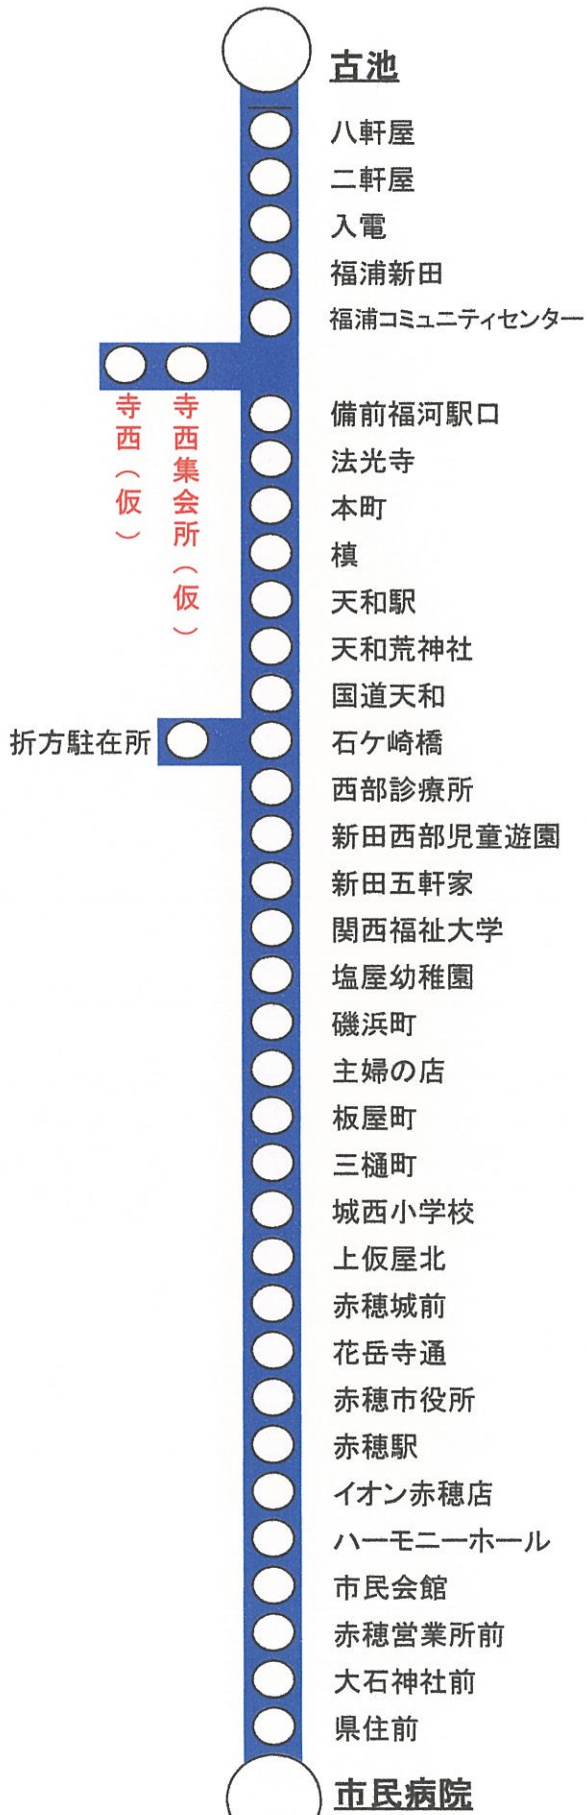 古池
八軒屋
二軒屋
入電
福浦新田
福浦コミュニティセンター
寺西（仮）
寺西集会所（仮）
備前福河駅口
法光寺
本町
槙
天和駅
天和荒神社
国道天和
折方駐在所
石ケ崎橋
西部診療所
新田西部児童遊園
新田五軒家
関西福祉大学
塩屋幼稚園
磯浜町
主婦の店
板屋町
三樋町
城西小学校
上仮屋北
赤穂城前
花岳寺通
赤穂市役所
赤穂駅
イオン赤穂店
ハーモニーホール
市民会館
赤穂営業所前
大石神社前
県住前
市民病院